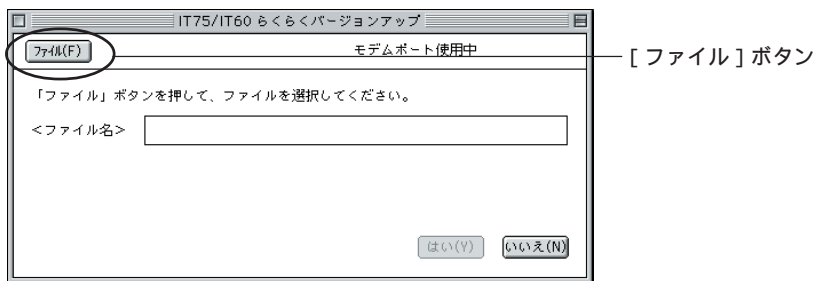 IT75/IT60 らくらくバージョンアップ
ファイル(F)
モデムポート使用中
[ ファイル ] ボタン
「ファイル」ボタンを押して、ファイルを選択してください。
<ファイル名>
はい(Y)
いいえ(N)